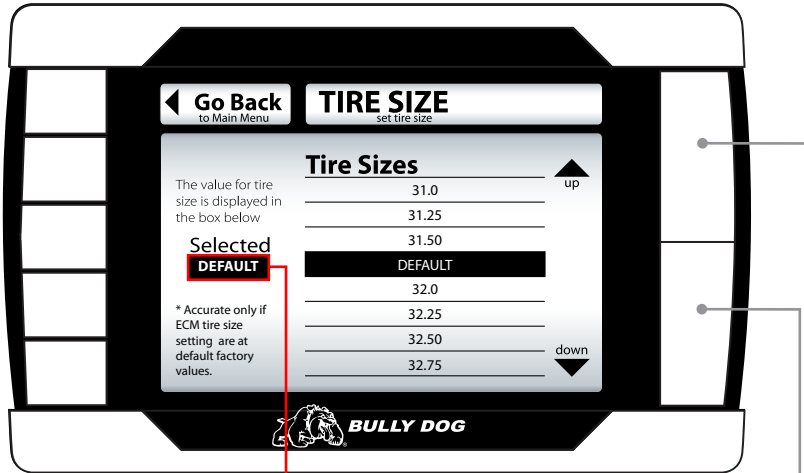 Go Back
to Main Menu
TIRE SIZE
set tire size
The value for tire
size is displayed in
the box below
Selected
DEFAULT
* Accurate only if
ECM tire size
setting are at
default factory
values.
Tire Sizes
31.0
31.25
31.50
DEFAULT
32.0
32.25
32.50
32.75
up
down
BULLY DOG